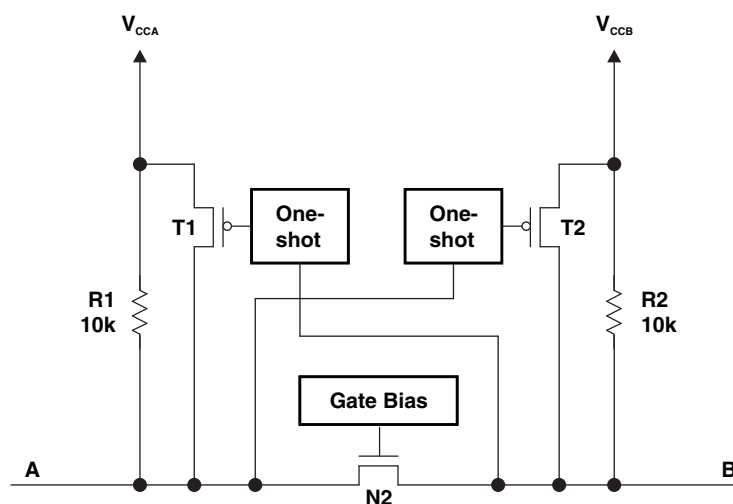 VCCA
VCCB
One-
shot
One-
shot
T1
T2
R1
10k
R2
10k
Gate Bias
A
B
N2